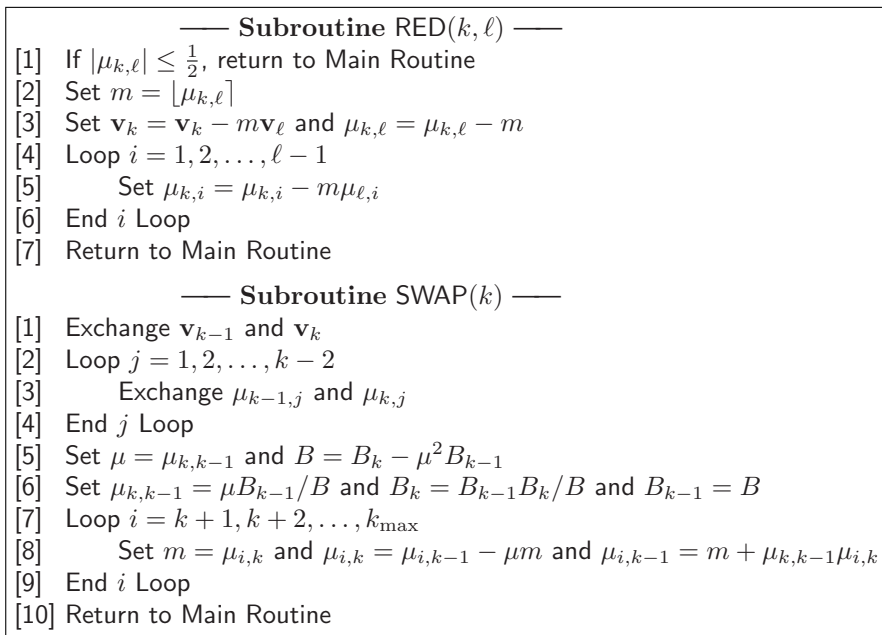 —— Subroutine RED(k, ℓ) ——
[1] If |μ_{k,ℓ}| ≤ 1/2, return to Main Routine
[2] Set m = ⌊μ_{k,ℓ}⌉
[3] Set v_k = v_k − mv_ℓ and μ_{k,ℓ} = μ_{k,ℓ} − m
[4] Loop i = 1, 2, . . . , ℓ − 1
[5] Set μ_{k,i} = μ_{k,i} − mμ_{ℓ,i}
[6] End i Loop
[7] Return to Main Routine
—— Subroutine SWAP(k) ——
[1] Exchange v_{k−1} and v_k
[2] Loop j = 1, 2, . . . , k − 2
[3] Exchange μ_{k−1,j} and μ_{k,j}
[4] End j Loop
[5] Set μ = μ_{k,k−1} and B = B_k − μ²B_{k−1}
[6] Set μ_{k,k−1} = μB_{k−1}/B and B_k = B_{k−1}B_k/B and B_{k−1} = B
[7] Loop i = k + 1, k + 2, . . . , k_{max}
[8] Set m = μ_{i,k} and μ_{i,k} = μ_{i,k−1} − μm and μ_{i,k−1} = m + μ_{k,k−1}μ_{i,k}
[9] End i Loop
[10] Return to Main Routine